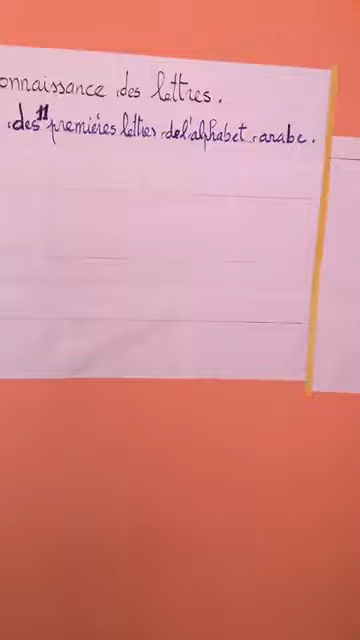 onnaissance des lettres.
des 11 premières lettres de l'alphabet arabe.